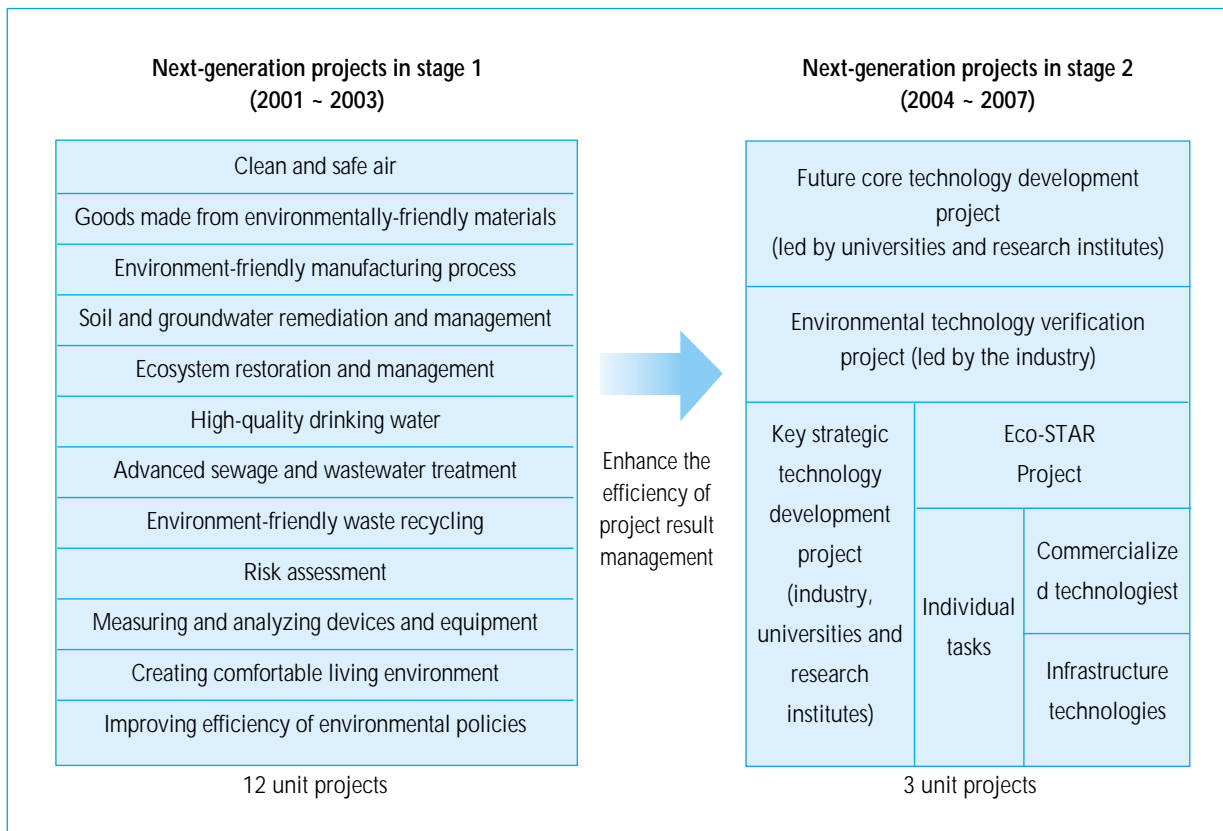 Next-generation projects in stage 1
(2001 ~ 2003)
Clean and safe air
Goods made from environmentally-friendly materials
Environment-friendly manufacturing process
Soil and groundwater remediation and management
Ecosystem restoration and management
High-quality drinking water
Advanced sewage and wastewater treatment
Environment-friendly waste recycling
Risk assessment
Measuring and analyzing devices and equipment
Creating comfortable living environment
Improving efficiency of environmental policies
12 unit projects
Enhance the
efficiency of
project result
management
Next-generation projects in stage 2
(2004 ~ 2007)
Future core technology development
project
(led by universities and research institutes)
Environmental technology verification
project (led by the industry)
Key strategic
technology
development
project
(industry,
universities and
research
institutes)
Eco-STAR
Project
Individual
tasks
Commercialize
d technologiest
Infrastructure
technologies
3 unit projects